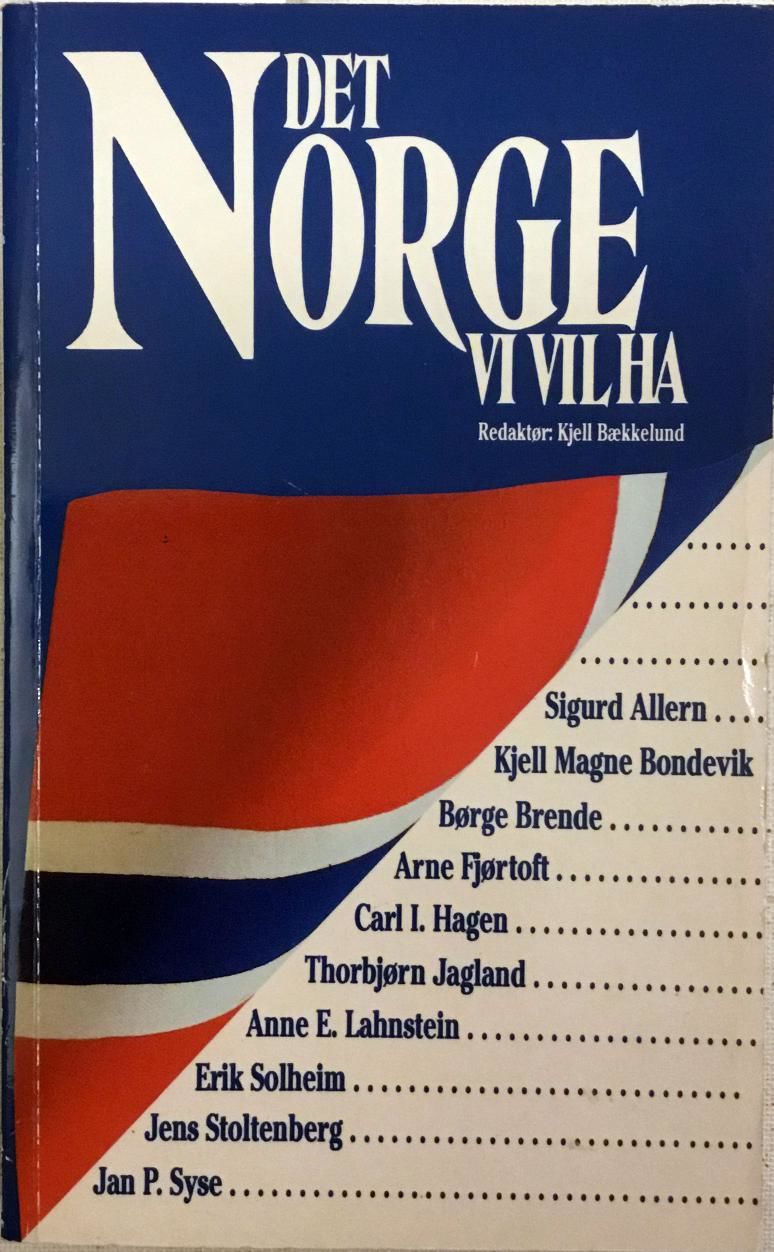 DET
NORGE
VI VIL HA
Redaktør: Kjell Bækkelund
......
.......
.........
Sigurd Allern ....
Kjell Magne Bondevik
Børge Brende ............
Arne Fjørtoft ................
Carl I. Hagen ...................
Thorbjørn Jagland ..................
Anne E. Lahnstein ......................
Erik Solheim .............................
Jens Stoltenberg ..............................
Jan P. Syse .......................................